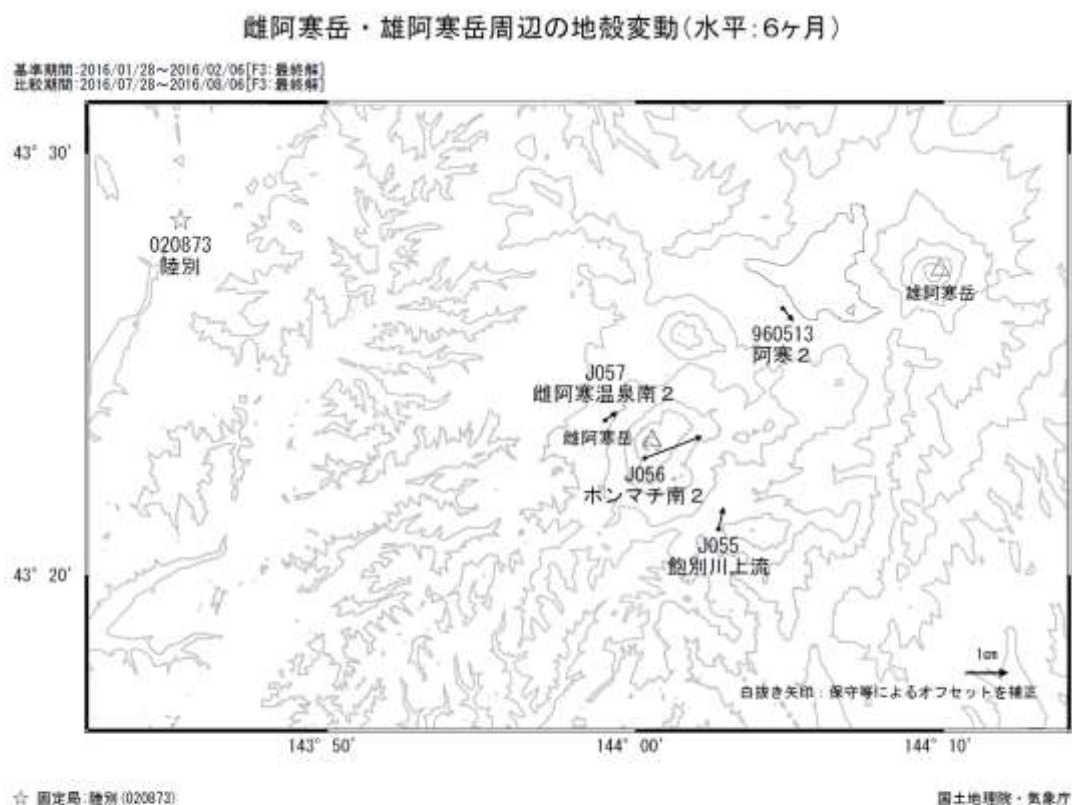 雌阿寒岳・雄阿寒岳周辺の地殻変動(水平:6ヶ月)
基準期間:2016/01/28~2016/02/06[F3:最終解]
比較期間:2016/07/28~2016/08/06[F3:最終解]
43° 30'
020873
陸別
雄阿寒岳
960513
阿寒2
J057
雌阿寒温泉南2
雌阿寒岳
J056
ポンマチ南2
J055
飽別川上流
43° 20'
1cm
白抜き矢印:保守等によるオフセットを補正
143° 50'
144° 00'
144° 10'
☆ 固定局:陸別(020873)
国土地理院・気象庁